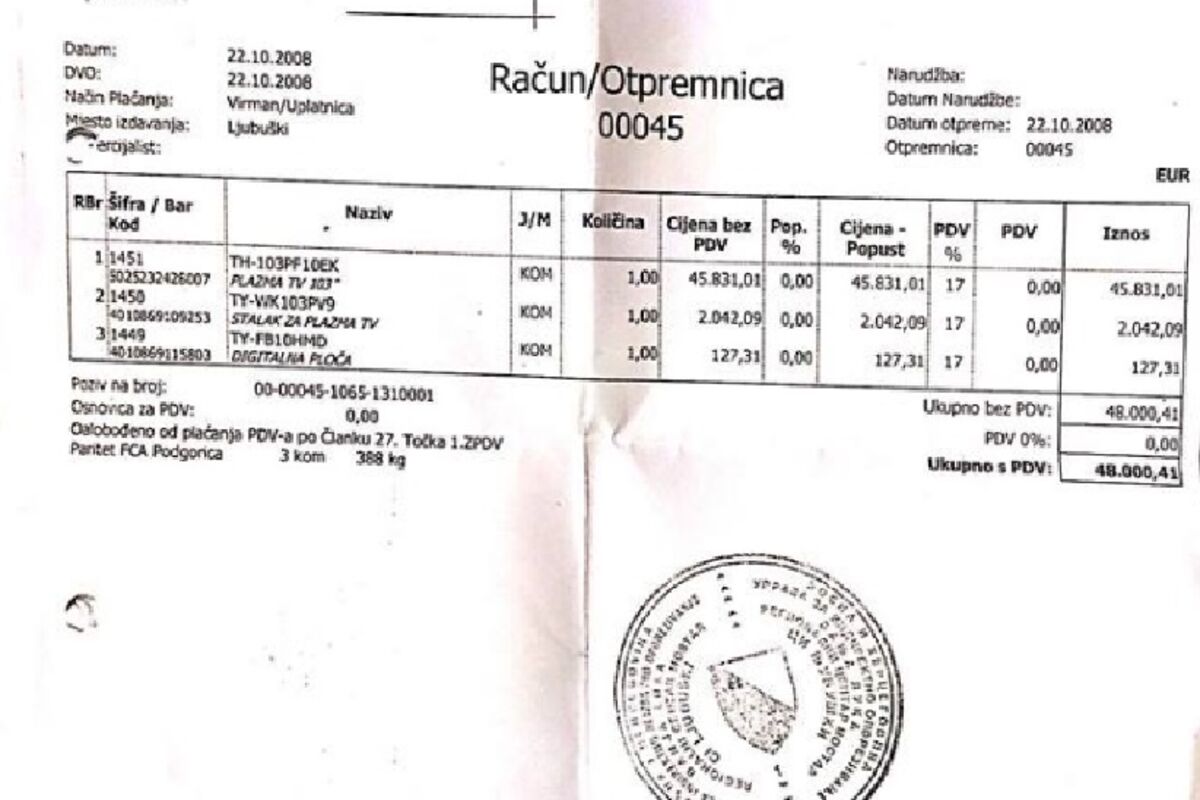 Datum: 22.10.2008
DVO: 22.10.2008
Način Plaćanja: Virman/Uplatnica
Mjesto izdavanja: Ljubuški
ercijalist:
Račun/Otpremnica
00045
Narudžba:
Datum Narudžbe:
Datum otpreme: 22.10.2008
Otpremnica: 00045
EUR
RBr Šifra / Bar Kod Naziv J/M Količina Cijena bez PDV Pop. % Cijena - Popust PDV % PDV Iznos
1 1451 TH-103PF10EK KOM 1,00 45.831,01 0,00 45.831,01 17 0,00 45.831,01
5025232426007 PLAZMA TV 103"
2 1450 TY-WK103PV9 KOM 1,00 2.042,09 0,00 2.042,09 17 0,00 2.042,09
4010869109253 STALAK ZA PLAZMA TV
3 1449 TY-FB10HMD KOM 1,00 127,31 0,00 127,31 17 0,00 127,31
4010869115803 DIGITALNA PLOČA
Poziv na broj: 00-00045-1065-1310001
Osnovica za PDV: 0,00
Oslobođeno od plaćanja PDV-a po Članku 27. Točka 1.ZPDV
Paritet FCA Podgorica 3 kom 388 kg
Ukupno bez PDV: 48.000,41
PDV 0%: 0,00
Ukupno s PDV: 48.000,41